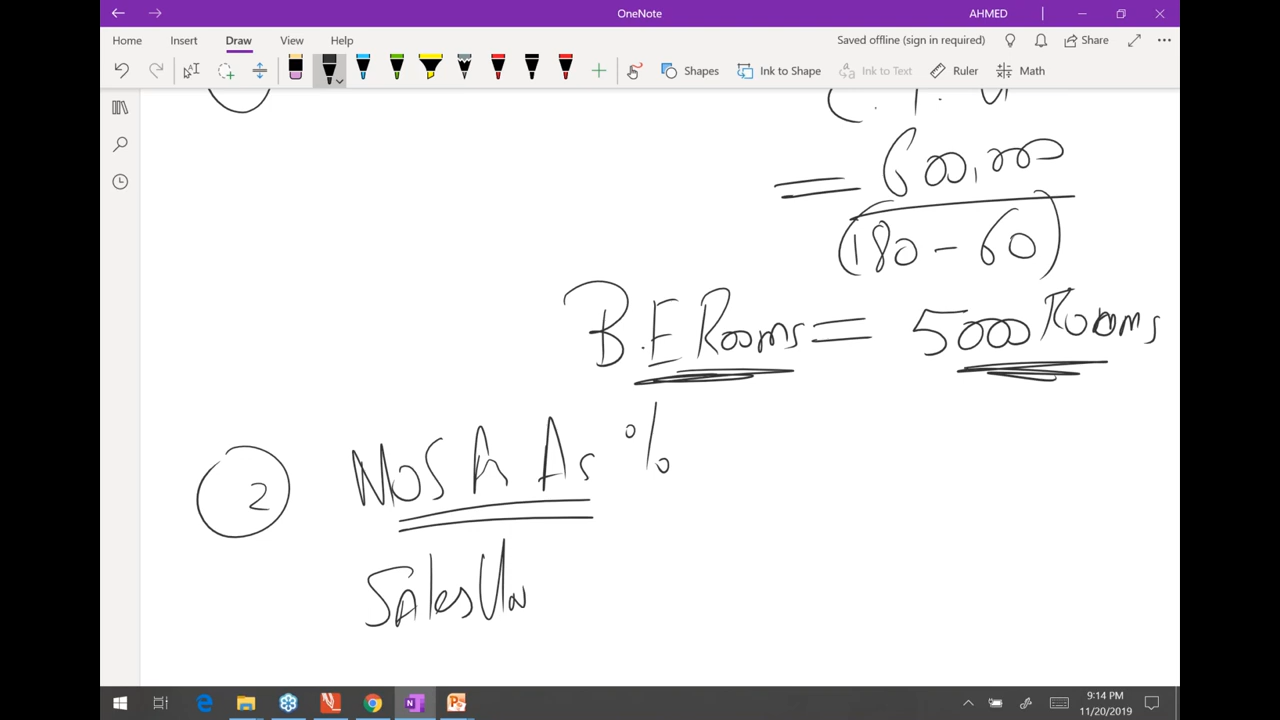 OneNote AHMED
Home Insert Draw View Help Saved offline (sign in required) Share
Shapes Ink to Shape Ink to Text Ruler Math
= 600,000
(180 - 60)
B.E Rooms = 5000 Rooms
2 MOS As %
Sales
9:14 PM
11/20/2019